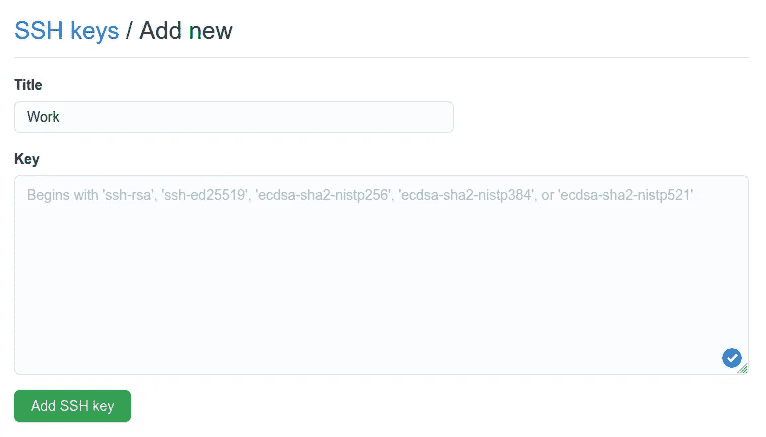 SSH keys / Add new
Title
Work
Key
Begins with 'ssh-rsa', 'ssh-ed25519', 'ecdsa-sha2-nistp256', 'ecdsa-sha2-nistp384', or 'ecdsa-sha2-nistp521'
Add SSH key